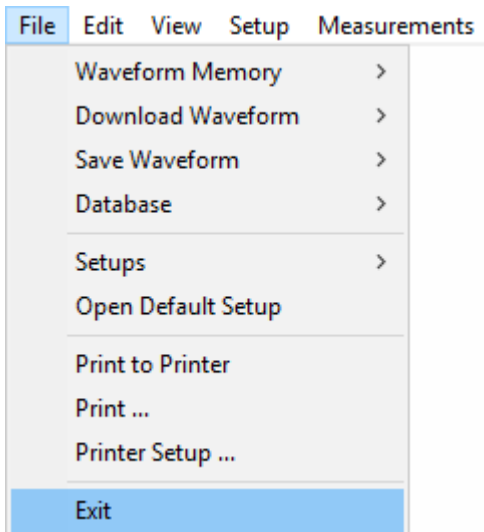 File Edit View Setup Measurements
Waveform Memory
Download Waveform
Save Waveform
Database
Setups
Open Default Setup
Print to Printer
Print ...
Printer Setup ...
Exit